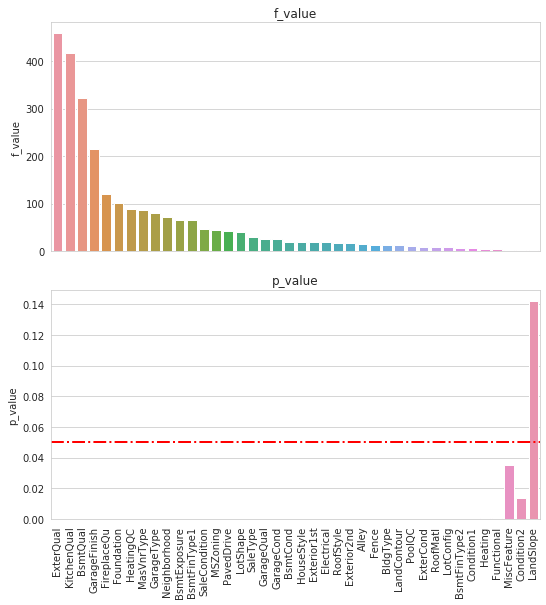 f_value
f_value
400
300
200
100
0
p_value
p_value
0.14
0.12
0.10
0.08
0.06
0.04
0.02
0.00
ExterQual
KitchenQual
BsmtQual
GarageFinish
FireplaceQu
Foundation
HeatingQC
MasVnrType
GarageType
Neighborhood
BsmtExposure
BsmtFinType1
SaleCondition
MSZoning
PavedDrive
LotShape
SaleType
GarageQual
GarageCond
BsmtCond
HouseStyle
Exterior1st
Electrical
RoofStyle
Exterior2nd
Alley
Fence
BldgType
LandContour
PoolQC
ExterCond
RoofMatl
LotConfig
BsmtFinType2
Condition1
Heating
Functional
MiscFeature
Condition2
LandSlope